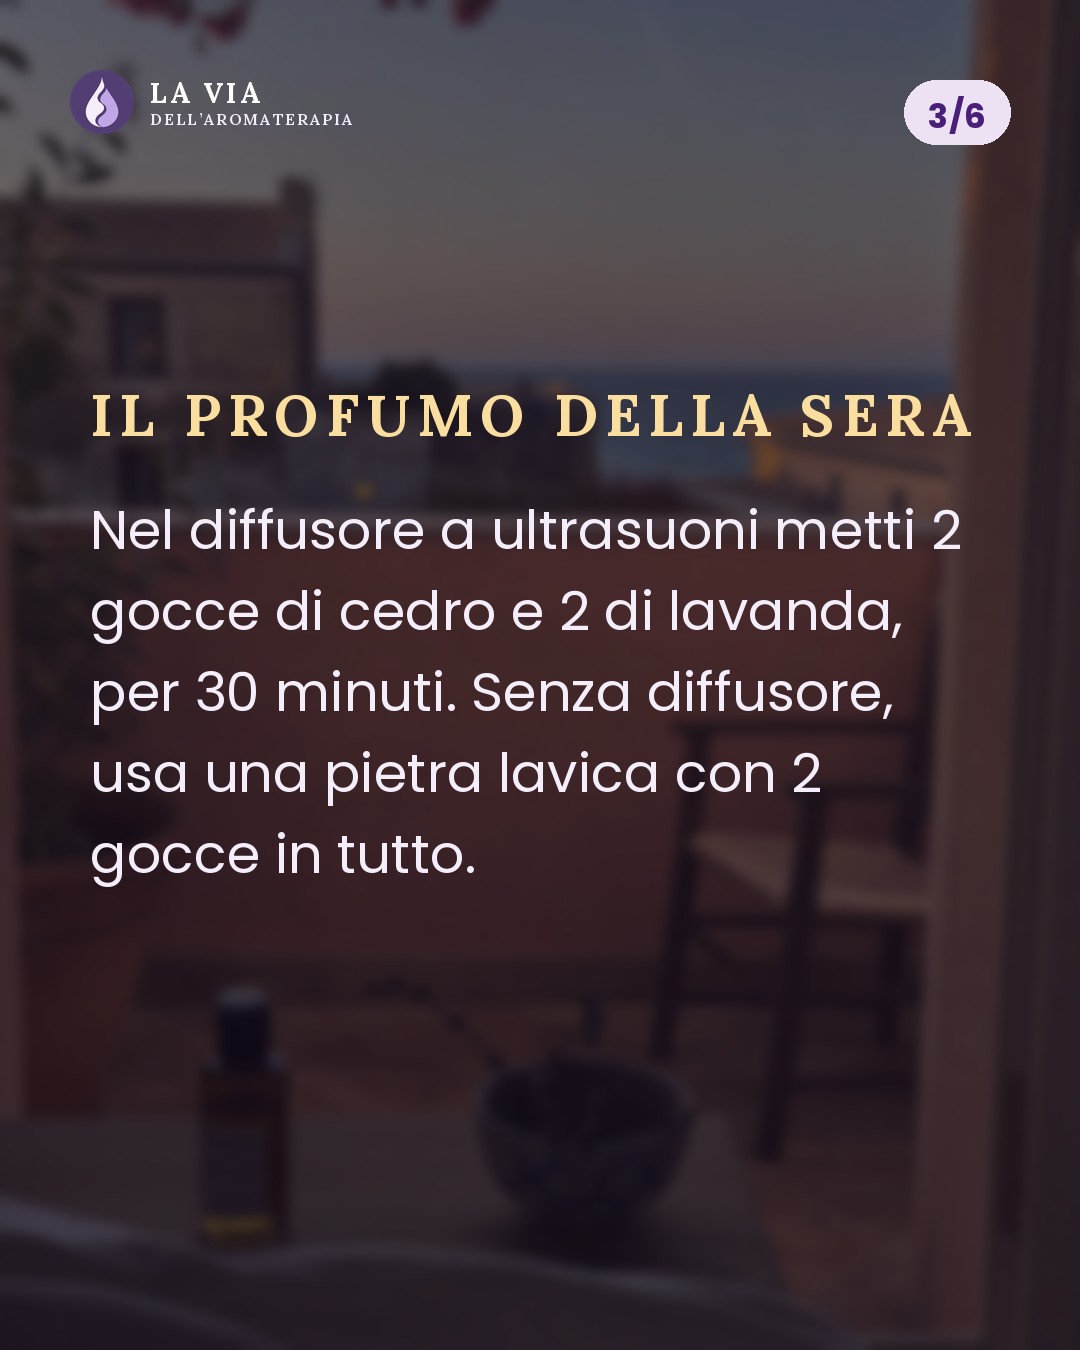 LA VIA
DELL'AROMATERAPIA
3/6
IL PROFUMO DELLA SERA
Nel diffusore a ultrasuoni metti 2
gocce di cedro e 2 di lavanda,
per 30 minuti. Senza diffusore,
usa una pietra lavica con 2
gocce in tutto.